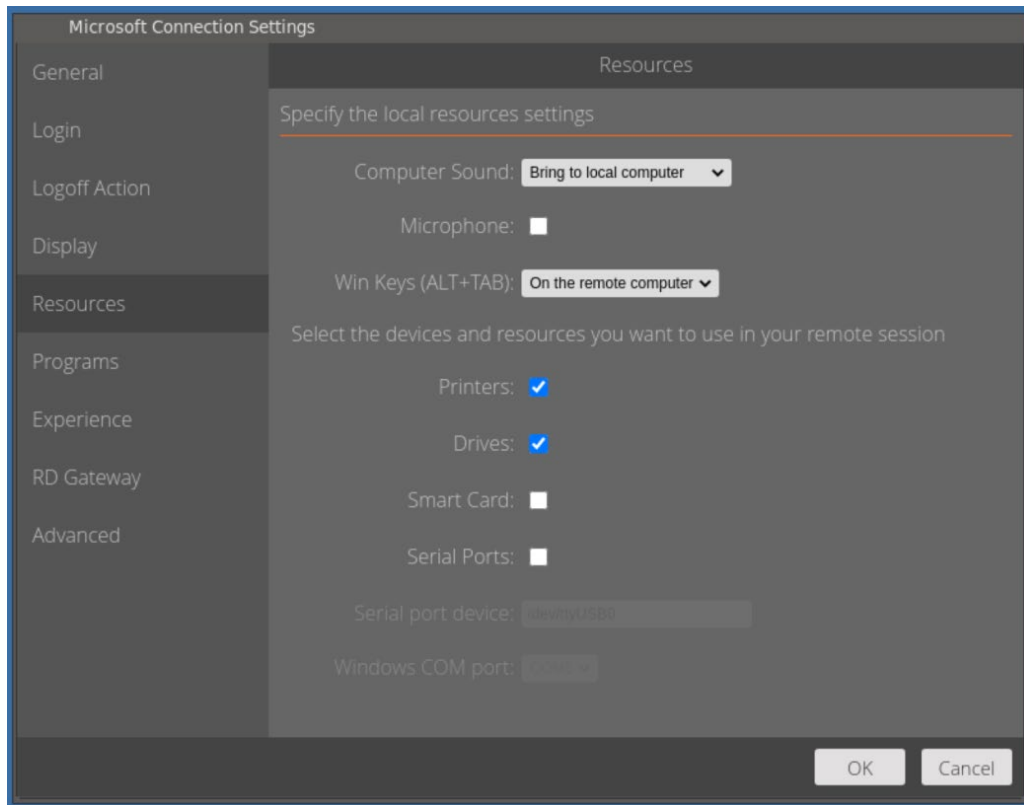 Microsoft Connection Settings
General
Login
Logoff Action
Display
Resources
Programs
Experience
RD Gateway
Advanced
Resources
Specify the local resources settings
Computer Sound: Bring to local computer
Microphone:
Win Keys (ALT+TAB): On the remote computer
Select the devices and resources you want to use in your remote session
Printers:
Drives:
Smart Card:
Serial Ports:
Serial port device: /dev/ttyUSB0
Windows COM port:
OK Cancel